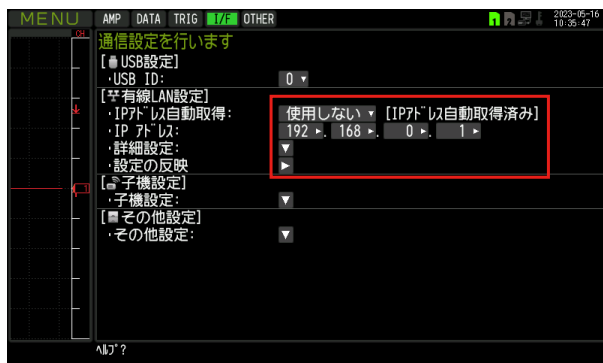 MENU AMP DATA TRIG I/F OTHER 2023-05-16
10:35:47
CH
通信設定を行います
[USB設定]
・USB ID: 0
[有線LAN設定]
・IPｱﾄﾞﾚｽ自動取得: 使用しない [IPｱﾄﾞﾚｽ自動取得済み]
・IP ｱﾄﾞﾚｽ: 192 . 168 . 0 . 1
・詳細設定:
・設定の反映
[子機設定]
・子機設定:
[その他設定]
・その他設定:
ﾍﾙﾌﾟ?